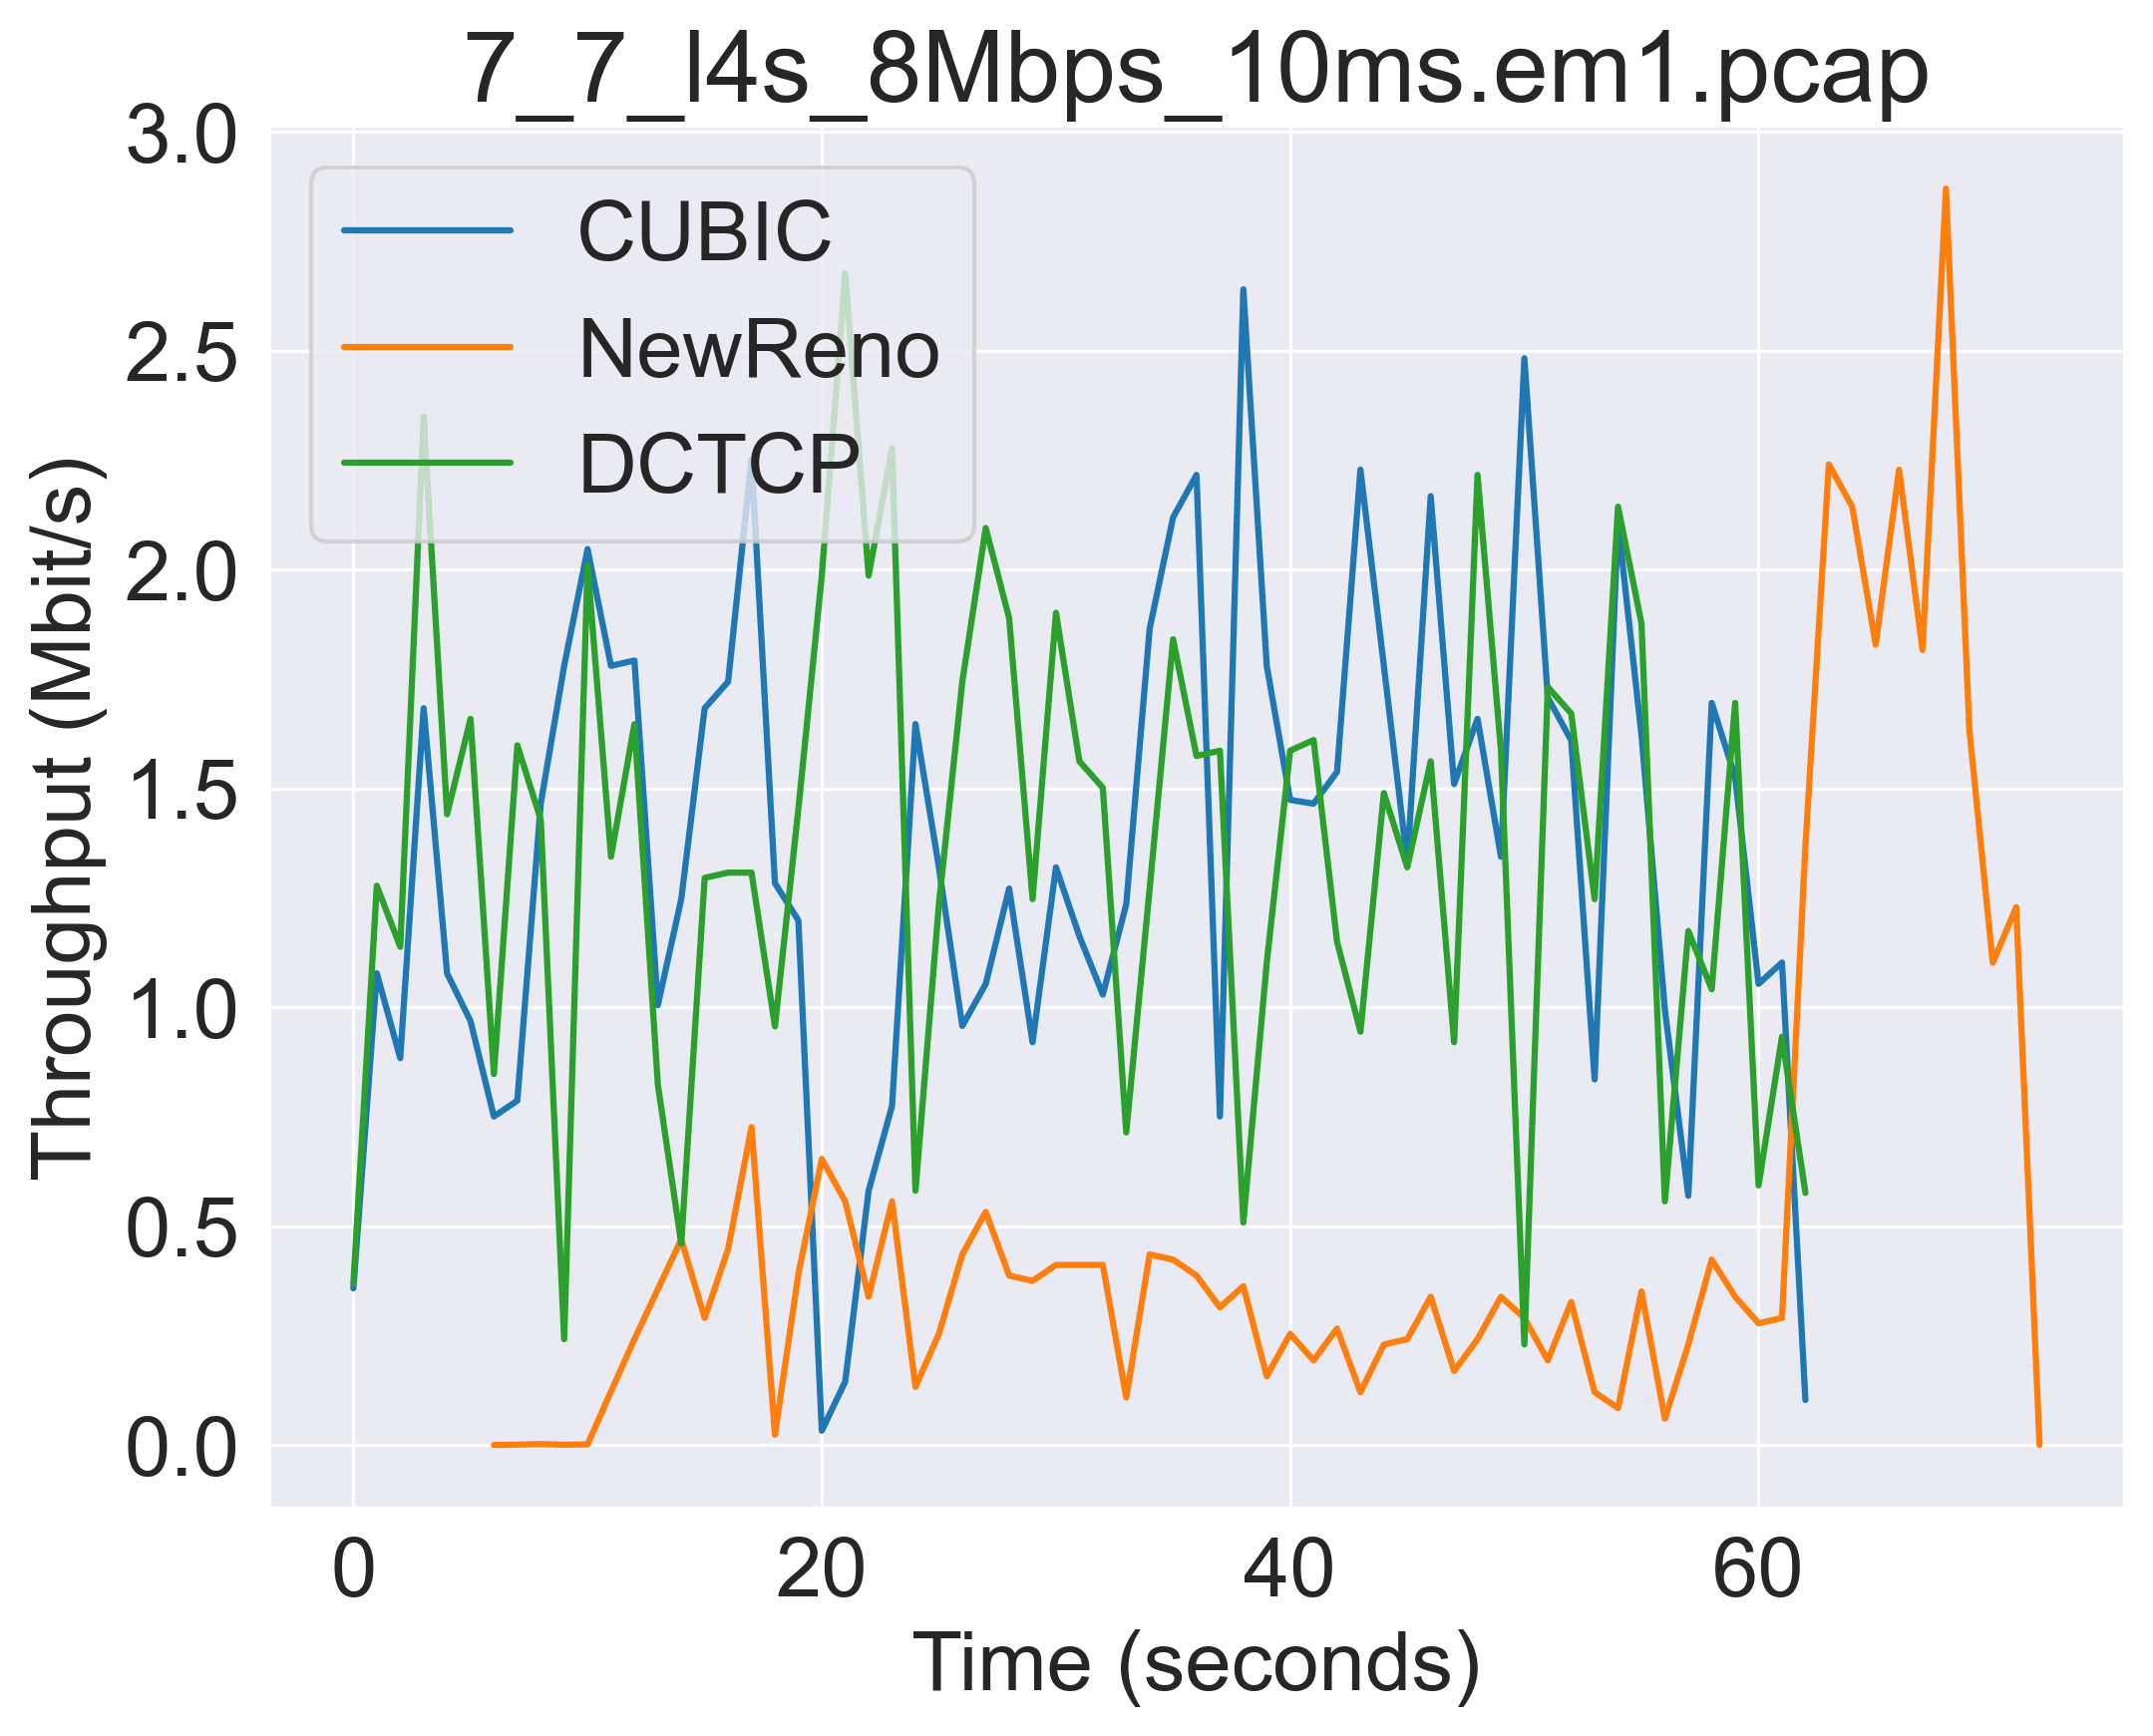 7_7_l4s_8Mbps_10ms.em1.pcap
3.0
2.5
2.0
1.5
1.0
0.5
0.0
Throughput (Mbit/s)
CUBIC
NewReno
DCTCP
0 20 40 60
Time (seconds)